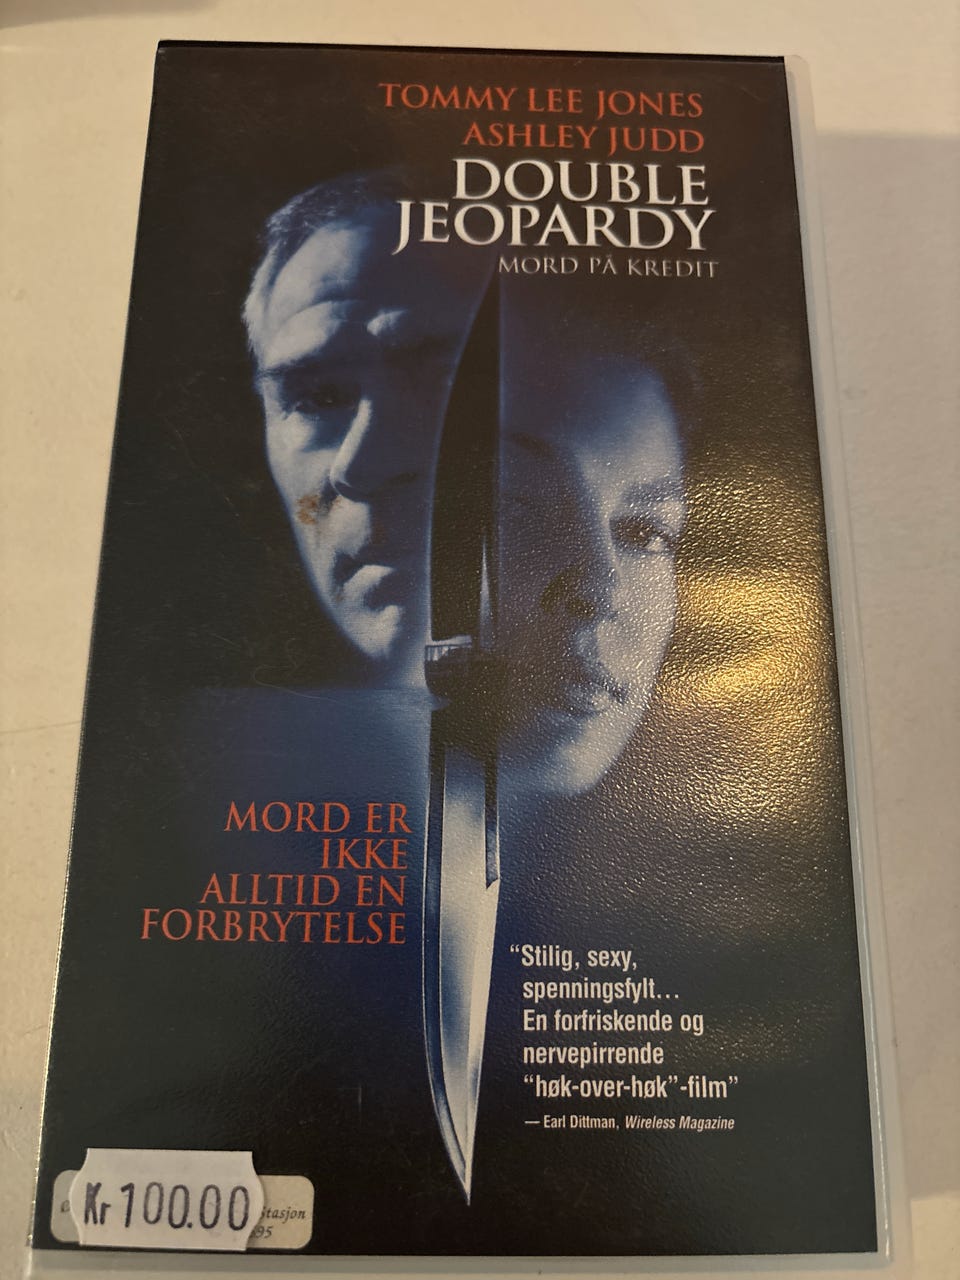 TOMMY LEE JONES
ASHLEY JUDD
DOUBLE
JEOPARDY
MORD PÅ KREDIT
MORD ER
IKKE
ALLTID EN
FORBRYTELSE
“Stilig, sexy,
spenningsfylt...
En forfriskende og
nervepirrende
“høk-over-høk”-film”
— Earl Dittman, Wireless Magazine
Kr 100.00